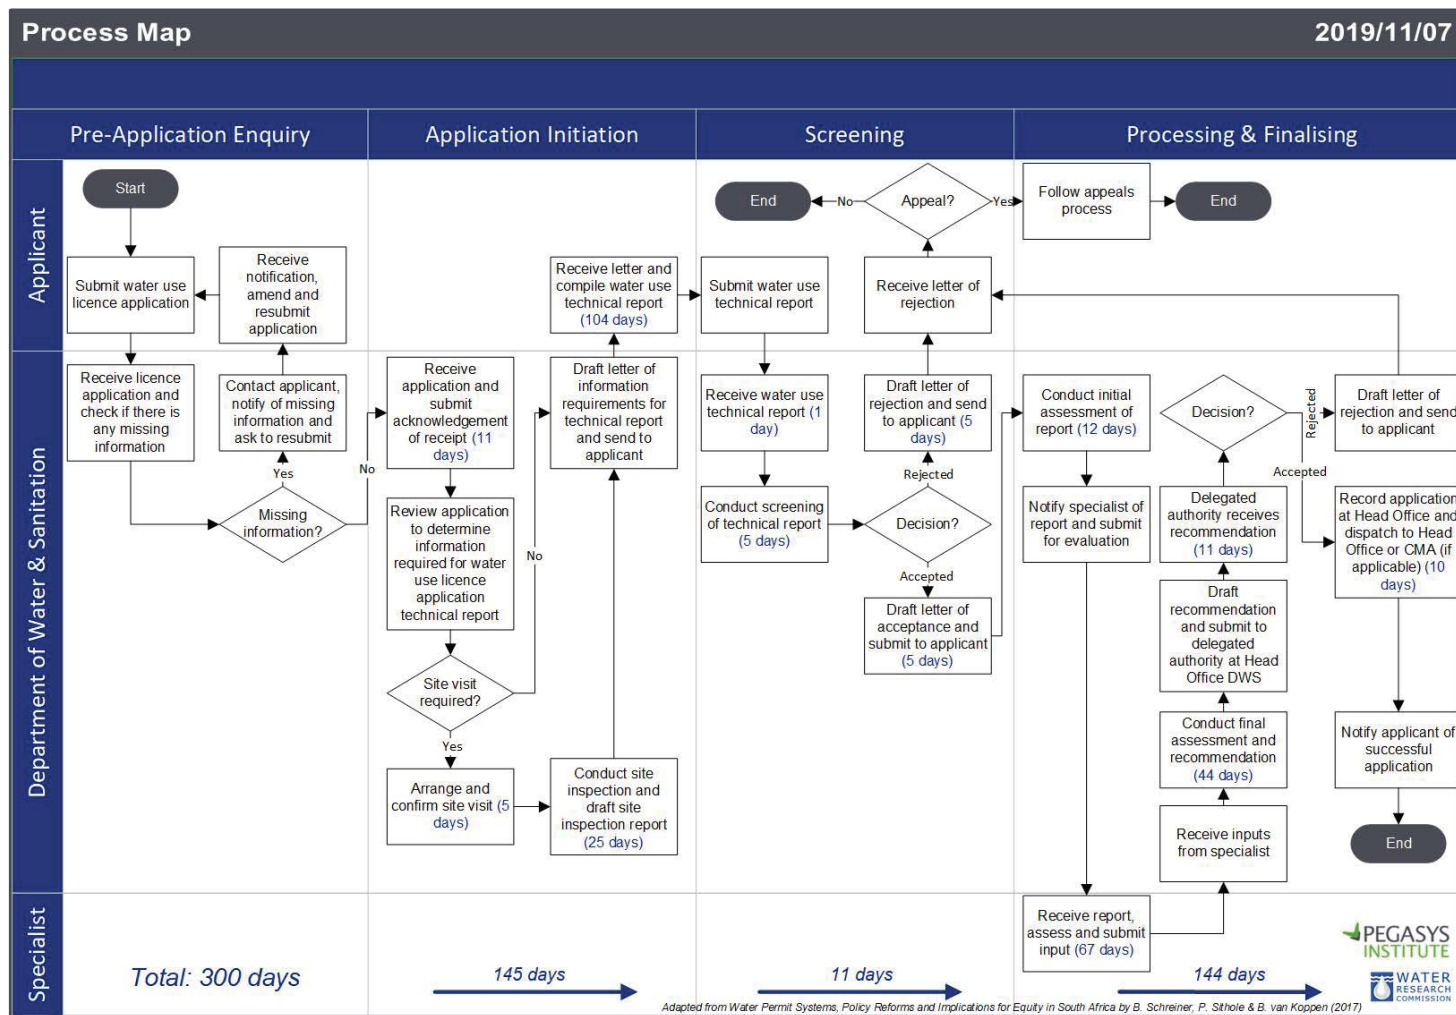 Process Map
2019/11/07
Pre-Application Enquiry
Application Initiation
Screening
Processing & Finalising
Applicant
Start
Submit water use
licence application
Receive
notification,
amend and
resubmit
application
Receive letter and
compile water use
technical report
(104 days)
Submit water use
technical report
End
No
Appeal?
Yes
Receive letter of
rejection
Follow appeals
process
End
Department of Water & Sanitation
Receive licence
application and
check if there is
any missing
information
Contact applicant,
notify of missing
information and
ask to resubmit
Yes
Missing
information?
No
Receive
application and
submit
acknowledgement
of receipt (11
days)
Review application
to determine
information
required for water
use licence
application
technical report
Site visit
required?
No
Yes
Arrange and
confirm site visit (5
days)
Conduct site
inspection and
draft site
inspection report
(25 days)
Draft letter of
information
requirements for
technical report
and send to
applicant
Receive water use
technical report (1
day)
Conduct screening
of technical report
(5 days)
Draft letter of
rejection and send
to applicant (5
days)
Rejected
Decision?
Accepted
Draft letter of
acceptance and
submit to applicant
(5 days)
Conduct initial
assessment of
report (12 days)
Notify specialist of
report and submit
for evaluation
Decision?
Rejected
Accepted
Delegated
authority receives
recommendation
(11 days)
Draft
recommendation
and submit to
delegated
authority at Head
Office DWS
Conduct final
assessment and
recommendation
(44 days)
Receive inputs
from specialist
Draft letter of
rejection and send
to applicant
Record application
at Head Office and
dispatch to Head
Office or CMA (if
applicable) (10
days)
Notify applicant of
successful
application
End
Specialist
Receive report,
assess and submit
input (67 days)
Total: 300 days
145 days
11 days
144 days
PEGASYS
INSTITUTE
WATER
RESEARCH
COMMISSION
Adapted from Water Permit Systems, Policy Reforms and Implications for Equity in South Africa by B. Schreiner, P. Sithole & B. van Koppen (2017)